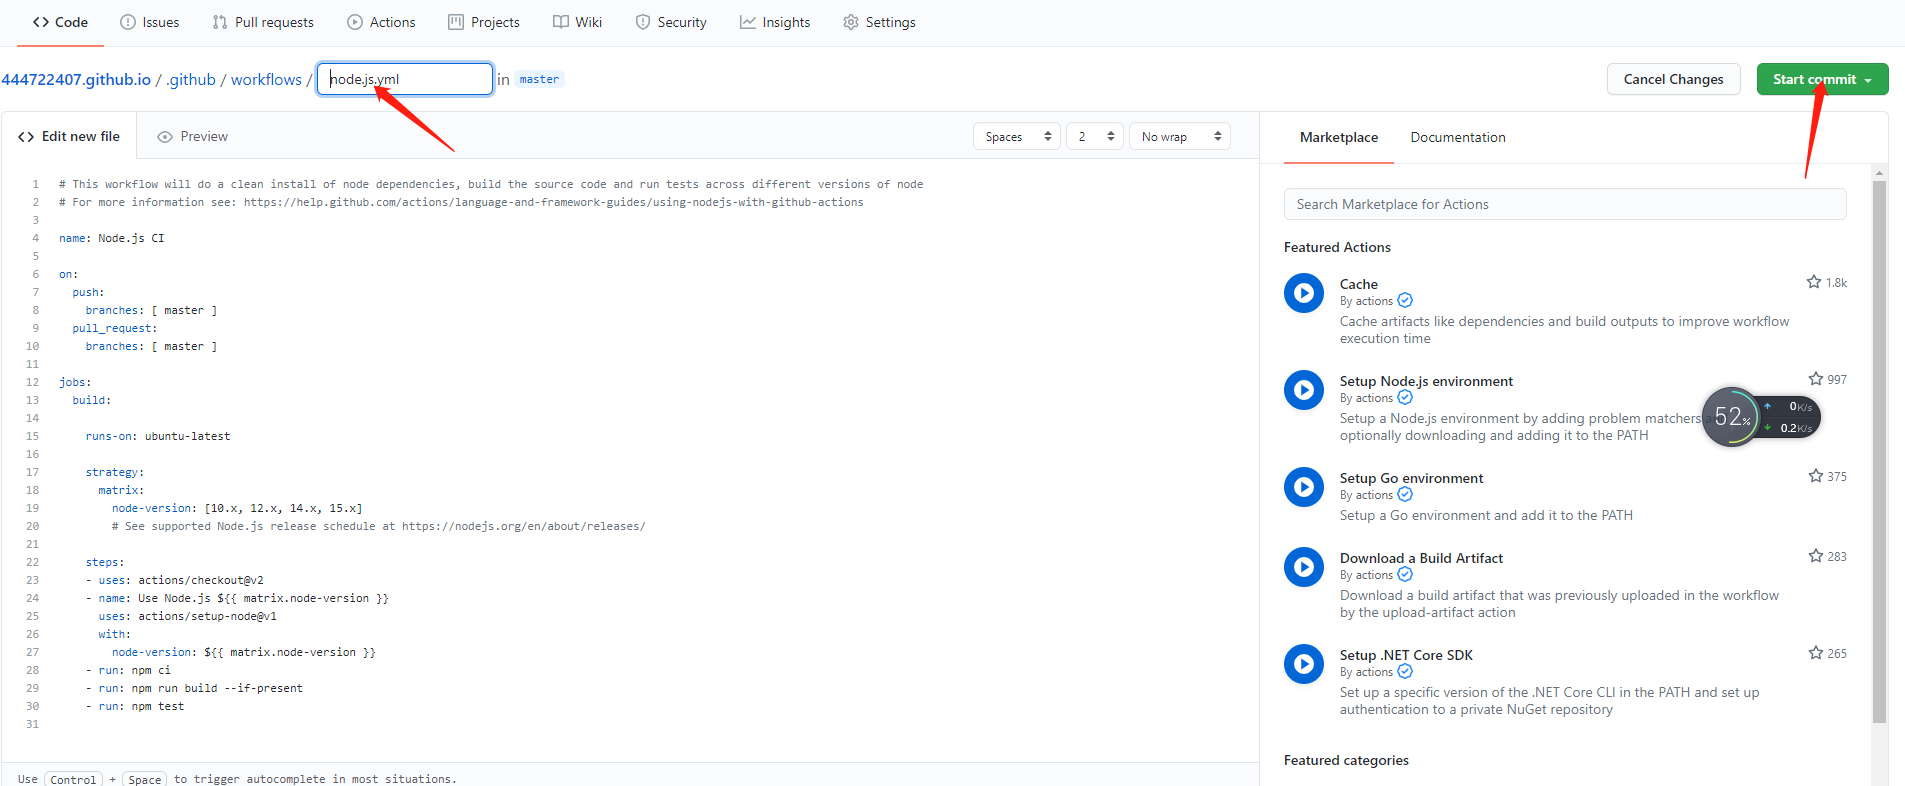 Code Issues Pull requests Actions Projects Wiki Security Insights Settings
444722407.github.io / .github / workflows / node.js.yml in master Cancel Changes Start commit
Edit new file Preview Spaces 2 No wrap
1 # This workflow will do a clean install of node dependencies, build the source code and run tests across different versions of node
2 # For more information see: https://help.github.com/actions/language-and-framework-guides/using-nodejs-with-github-actions
3
4 name: Node.js CI
5
6 on:
7 push:
8 branches: [ master ]
9 pull_request:
10 branches: [ master ]
11
12 jobs:
13 build:
14
15 runs-on: ubuntu-latest
16
17 strategy:
18 matrix:
19 node-version: [10.x, 12.x, 14.x, 15.x]
20 # See supported Node.js release schedule at https://nodejs.org/en/about/releases/
21
22 steps:
23 - uses: actions/checkout@v2
24 - name: Use Node.js ${{ matrix.node-version }}
25 uses: actions/setup-node@v1
26 with:
27 node-version: ${{ matrix.node-version }}
28 - run: npm ci
29 - run: npm run build --if-present
30 - run: npm test
31
Use Control + Space to trigger autocomplete in most situations.
Marketplace Documentation
Search Marketplace for Actions
Featured Actions
Cache 1.8k
By actions
Cache artifacts like dependencies and build outputs to improve workflow
execution time
Setup Node.js environment 997
By actions
Setup a Node.js environment by adding problem matchers
optionally downloading and adding it to the PATH
52% 0K/s
0.2K/s
Setup Go environment 375
By actions
Setup a Go environment and add it to the PATH
Download a Build Artifact 283
By actions
Download a build artifact that was previously uploaded in the workflow
by the upload-artifact action
Setup .NET Core SDK 265
By actions
Set up a specific version of the .NET Core CLI in the PATH and set up
authentication to a private NuGet repository
Featured categories